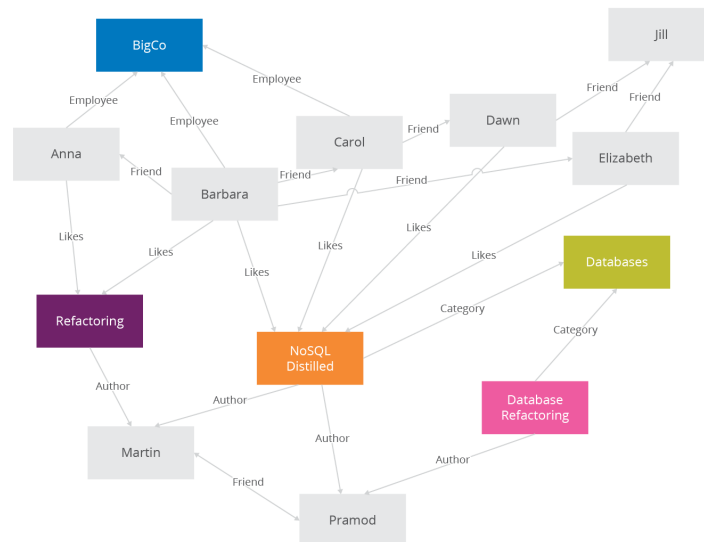 Jill
BigCo
Employee
Employee
Employee
Friend
Friend
Dawn
Friend
Carol
Anna
Friend
Elizabeth
Friend
Friend
Barbara
Friend
Likes
Likes
Likes
Likes
Likes
Likes
Databases
Category
Refactoring
Category
NoSQL
Distilled
Author
Author
Database
Refactoring
Author
Martin
Author
Friend
Pramod